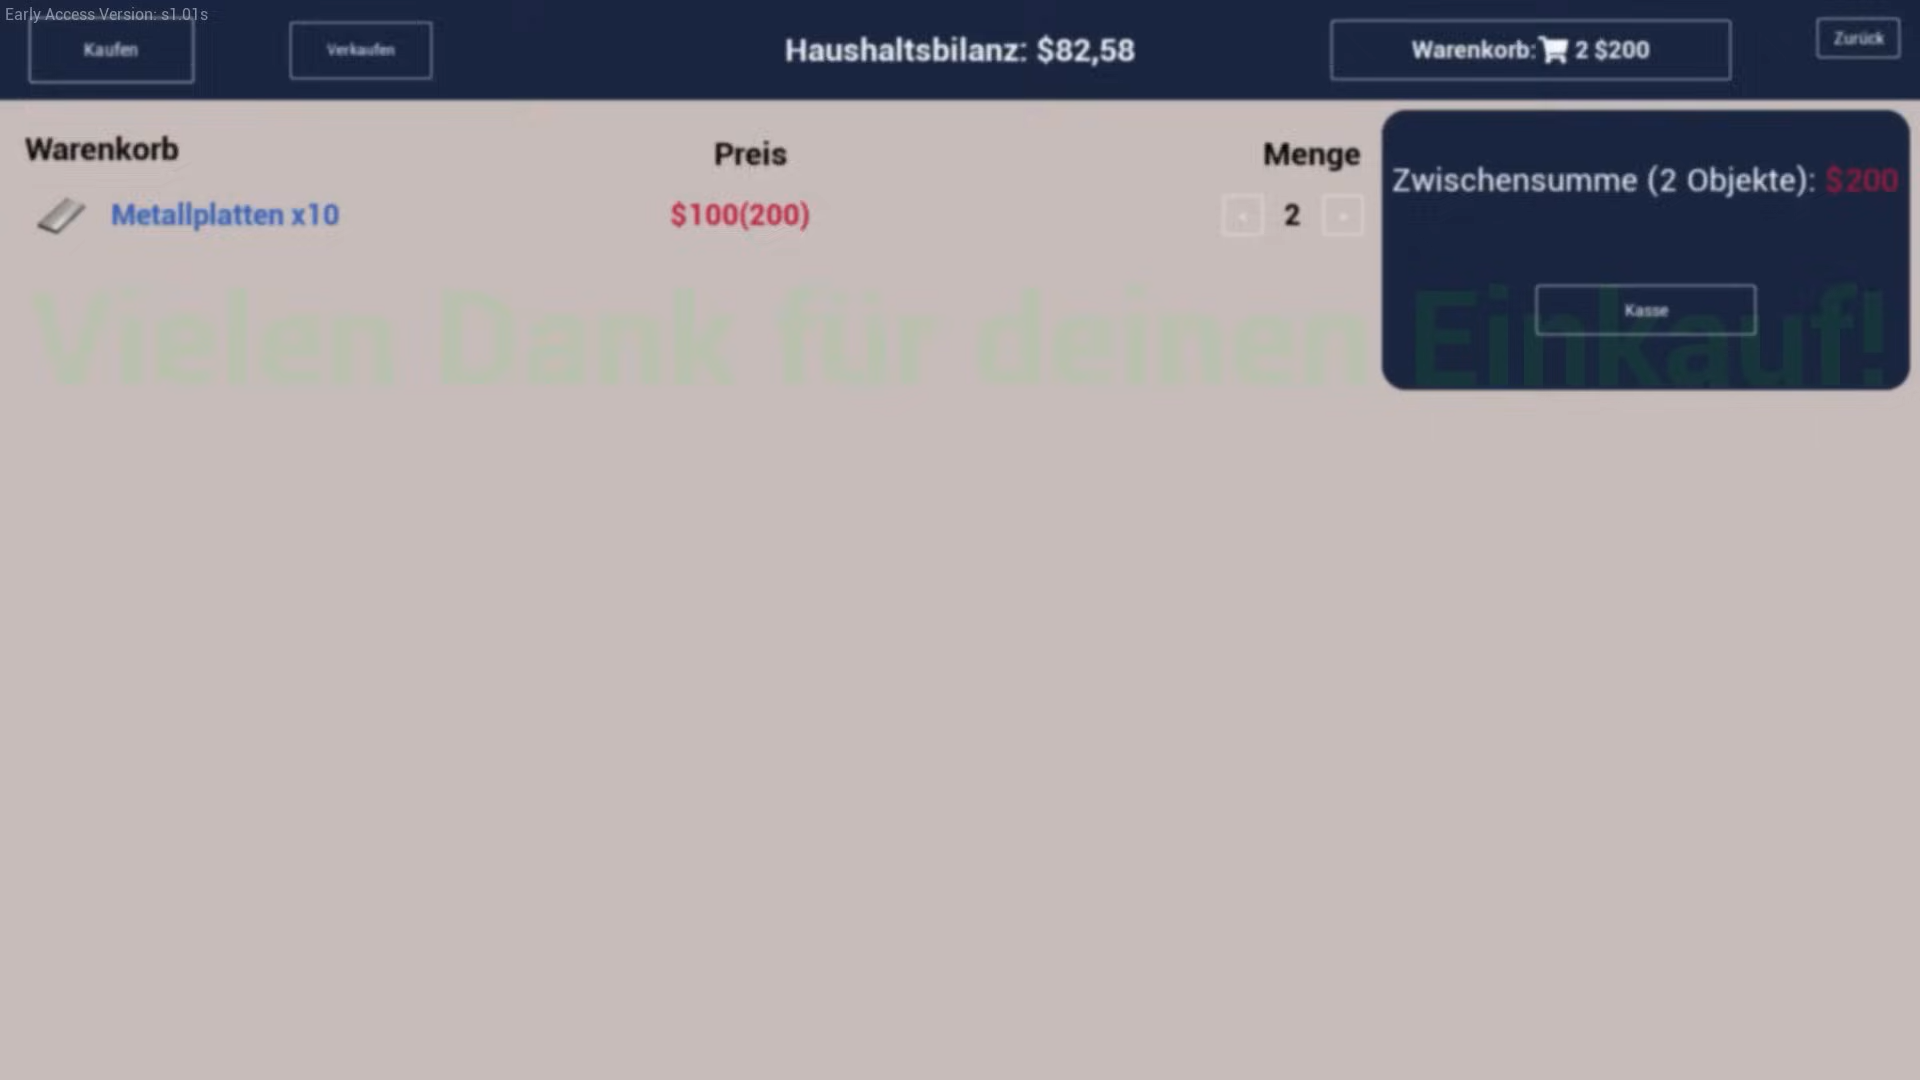 Early Access Version: s1.01s
Kaufen
Verkaufen
Haushaltsbilanz: $82,58
Warenkorb: 2 $200
Zurück
Warenkorb
Preis
Menge
Metallplatten x10
$100(200)
2
Zwischensumme (2 Objekte): $200
Kasse
Vielen Dank für deinen Einkauf!